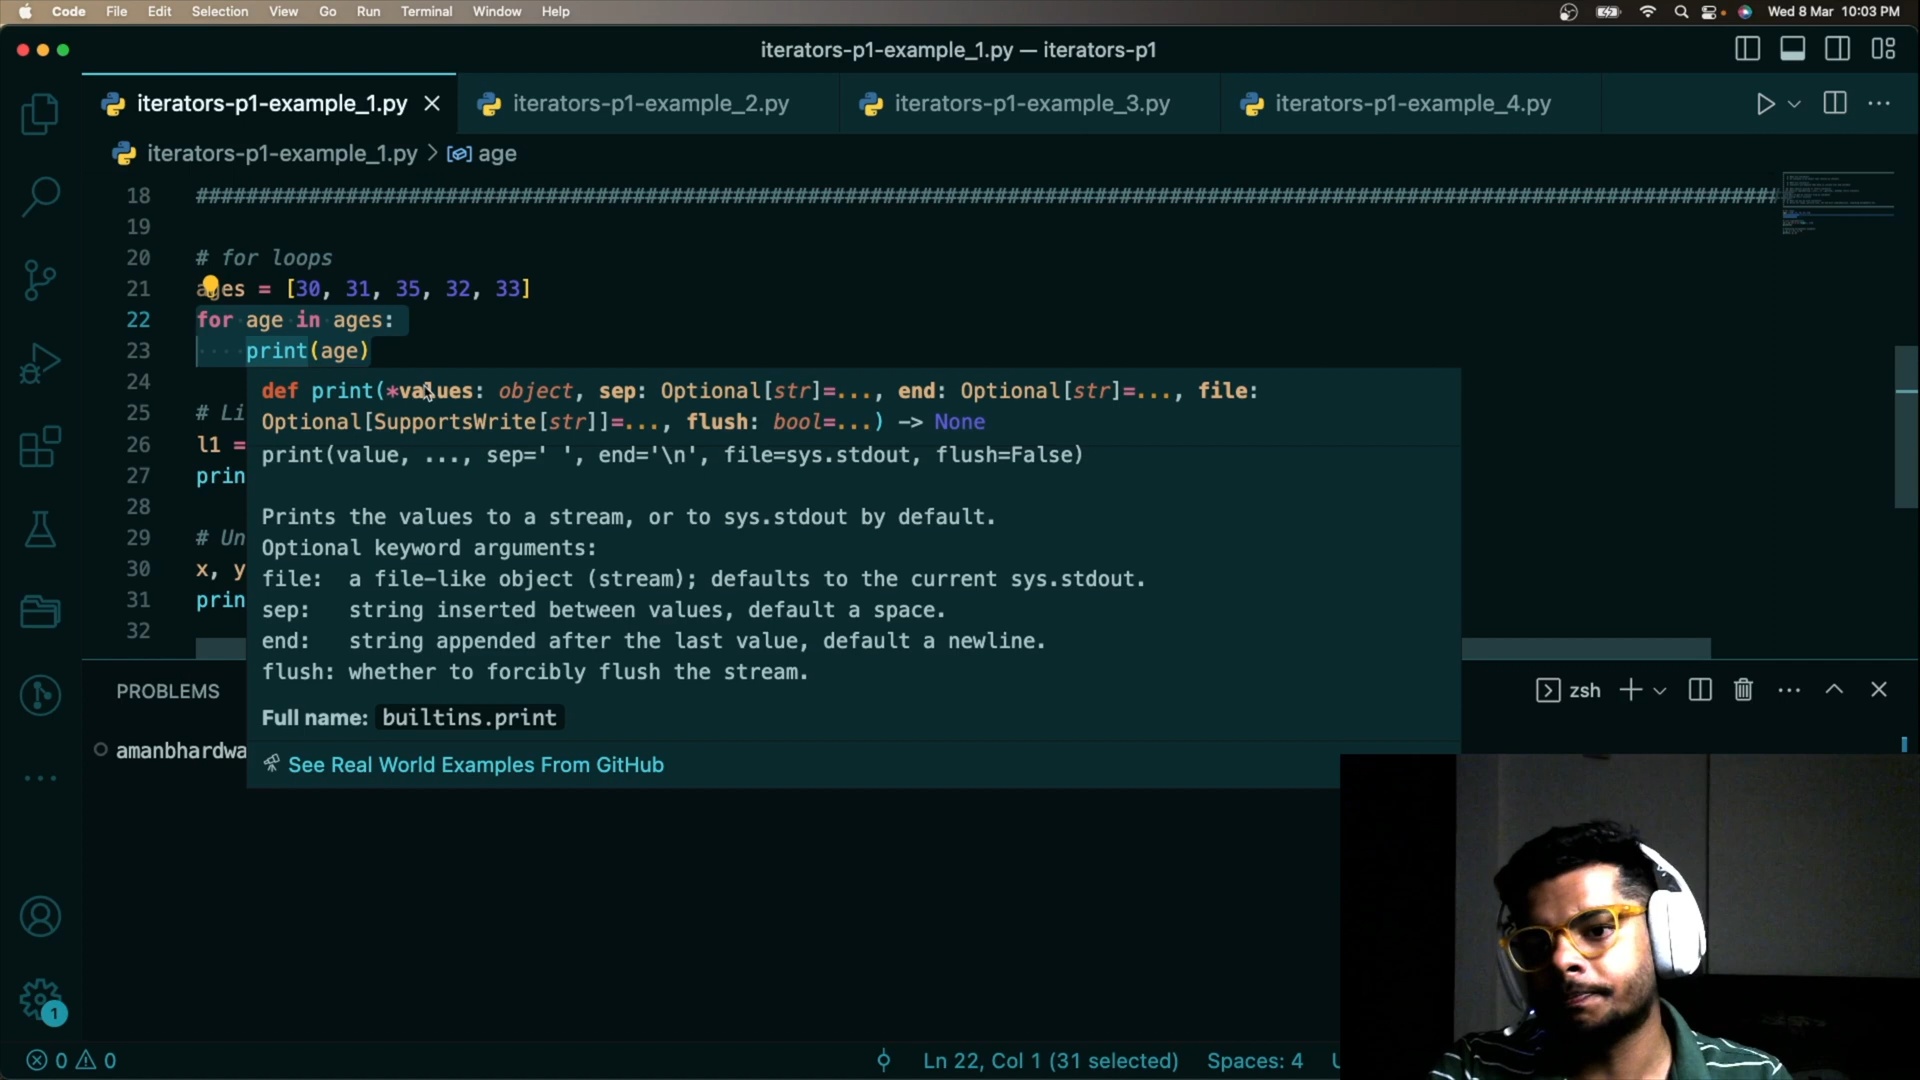 Code File Edit Selection View Go Run Terminal Window Help Wed 8 Mar 10:03 PM
iterators-p1-example_1.py — iterators-p1
iterators-p1-example_1.py iterators-p1-example_2.py iterators-p1-example_3.py iterators-p1-example_4.py
iterators-p1-example_1.py > age
18
19
20 # for loops
21 ages = [30, 31, 35, 32, 33]
22 for age in ages:
23 print(age)
24
25 # Li
26 l1 =
27 prin
28
29 # Un
30 x, y
31 prin
32
def print(*values: object, sep: Optional[str]=..., end: Optional[str]=..., file:
Optional[SupportsWrite[str]]=..., flush: bool=...) -> None
print(value, ..., sep=' ', end='\n', file=sys.stdout, flush=False)
Prints the values to a stream, or to sys.stdout by default.
Optional keyword arguments:
file: a file-like object (stream); defaults to the current sys.stdout.
sep: string inserted between values, default a space.
end: string appended after the last value, default a newline.
flush: whether to forcibly flush the stream.
Full name: builtins.print
See Real World Examples From GitHub
PROBLEMS zsh
amanbhardwa
1
0 0 Ln 22, Col 1 (31 selected) Spaces: 4